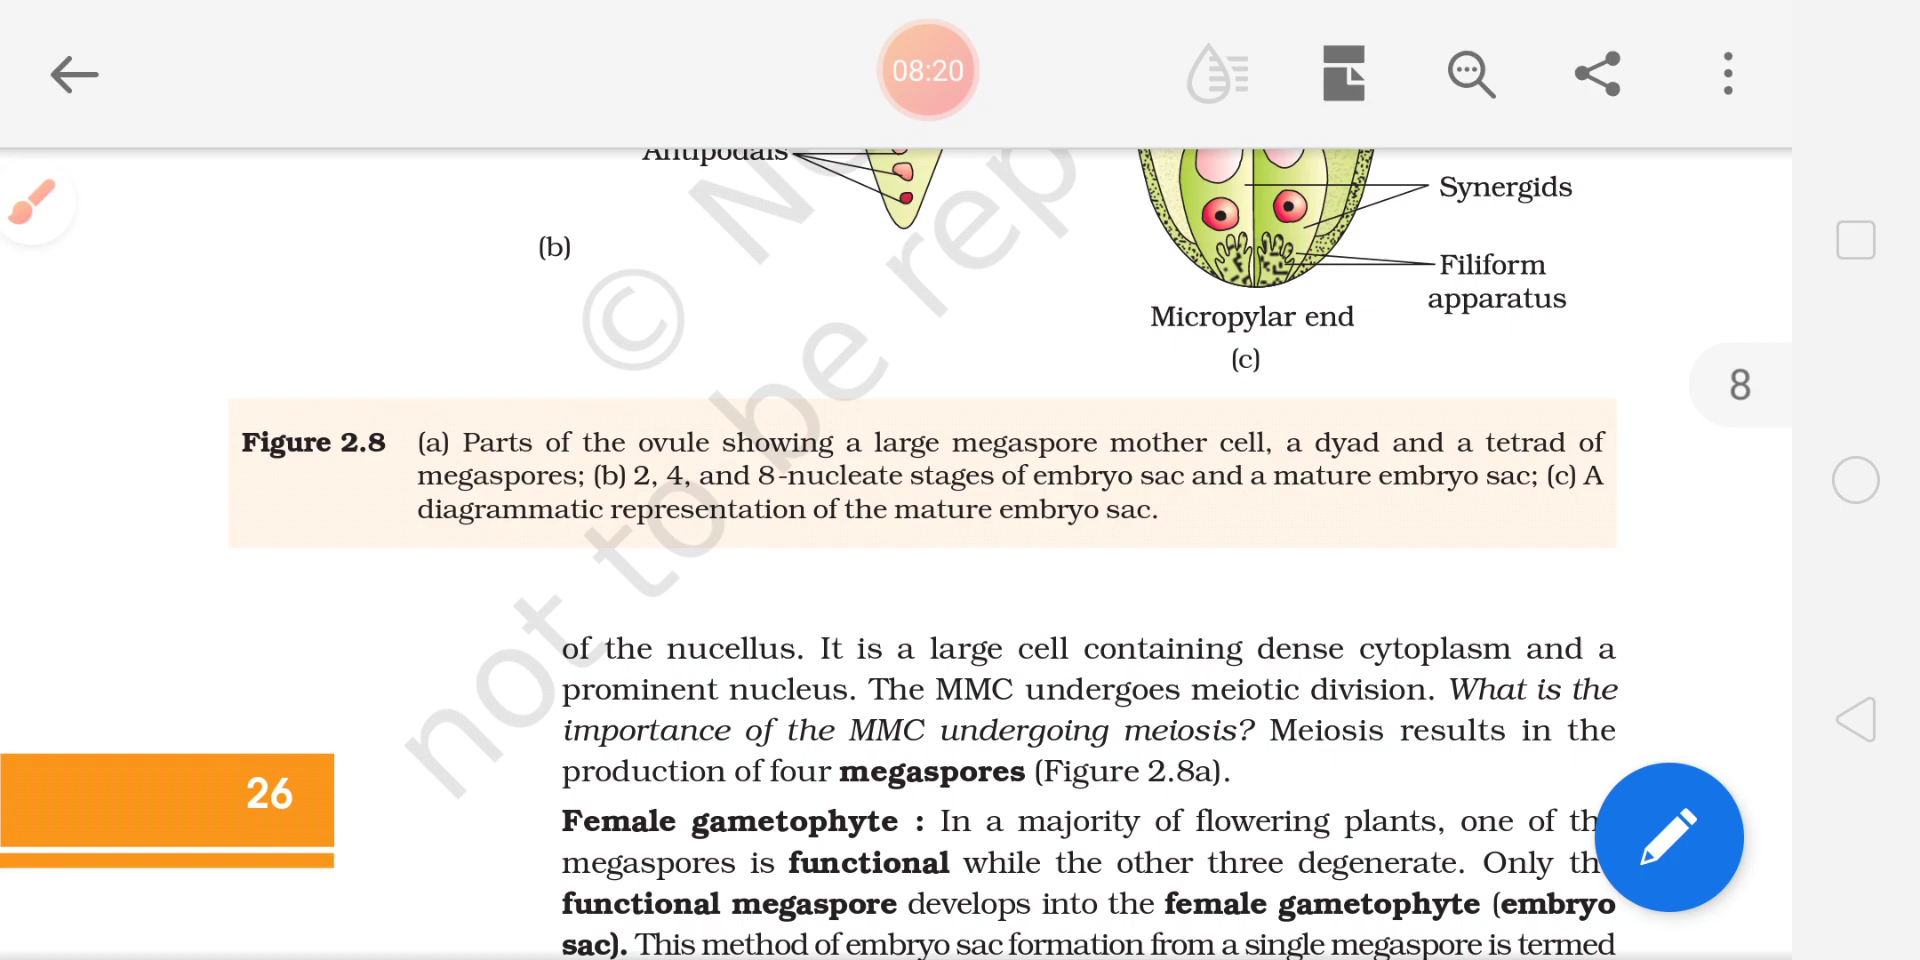 08:20
Antipodals
Synergids
(b)
Filiform
apparatus
Micropylar end
(c)
8
Figure 2.8 (a) Parts of the ovule showing a large megaspore mother cell, a dyad and a tetrad of
megaspores; (b) 2, 4, and 8-nucleate stages of embryo sac and a mature embryo sac; (c) A
diagrammatic representation of the mature embryo sac.
© N
not to be rep
of the nucellus. It is a large cell containing dense cytoplasm and a
prominent nucleus. The MMC undergoes meiotic division. What is the
importance of the MMC undergoing meiosis? Meiosis results in the
production of four megaspores (Figure 2.8a).
26
Female gametophyte : In a majority of flowering plants, one of th
megaspores is functional while the other three degenerate. Only th
functional megaspore develops into the female gametophyte (embryo
sac). This method of embryo sac formation from a single megaspore is termed